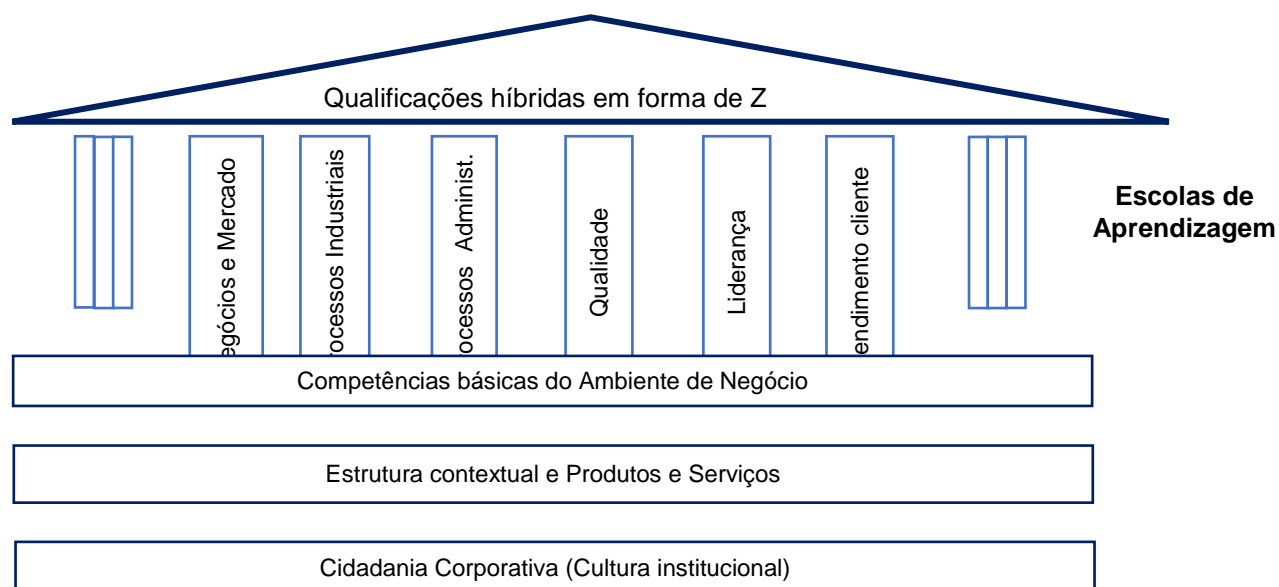 Qualificações híbridas em forma de Z
egócios e Mercado
rocessos Industriais
rocessos Administ.
Qualidade
Liderança
endimento cliente
Escolas de
Aprendizagem
Competências básicas do Ambiente de Negócio
Estrutura contextual e Produtos e Serviços
Cidadania Corporativa (Cultura institucional)